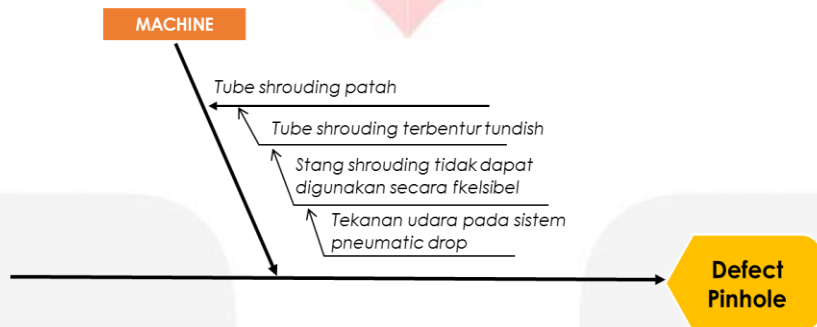 MACHINE
Tube shrouding patah
Tube shrouding terbentur tundish
Stang shrouding tidak dapat
digunakan secara fkelsibel
Tekanan udara pada sistem
pneumatic drop
Defect
Pinhole